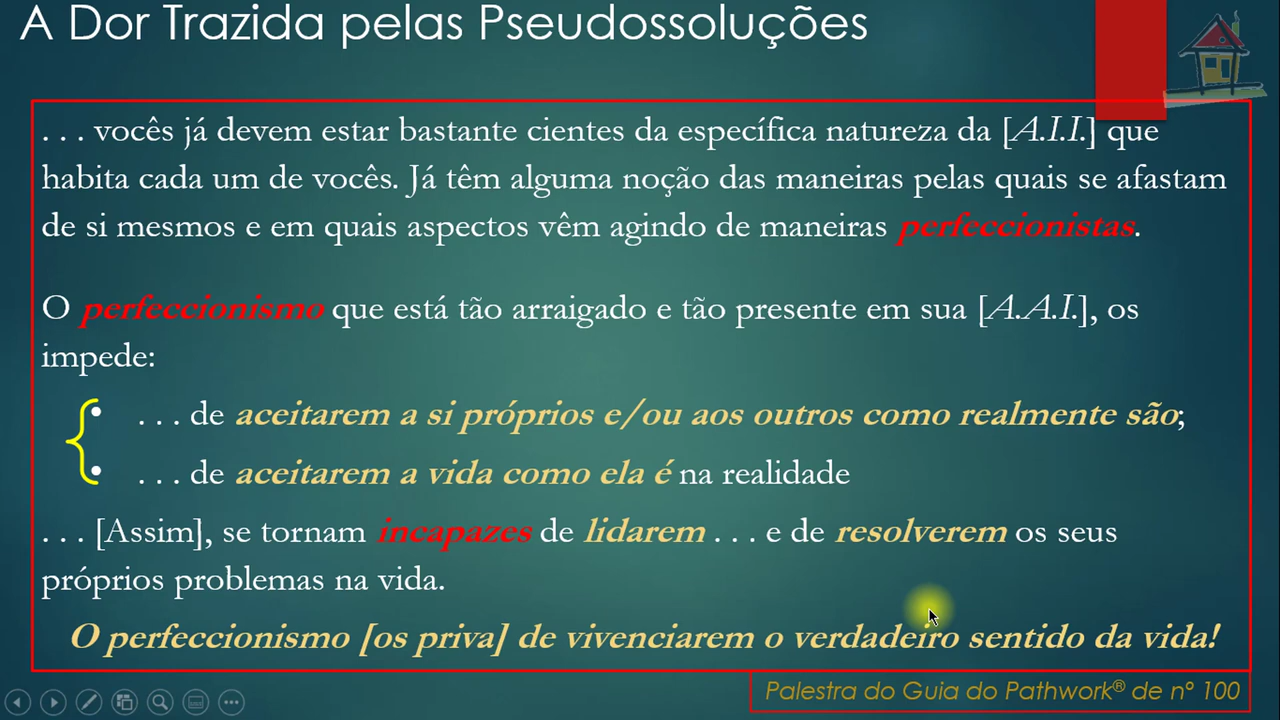 A Dor Trazida pelas Pseudossoluções
. . . vocês já devem estar bastante cientes da específica natureza da [A.I.I.] que
habita cada um de vocês. Já têm alguma noção das maneiras pelas quais se afastam
de si mesmos e em quais aspectos vêm agindo de maneiras perfeccionistas.
O perfeccionismo que está tão arraigado e tão presente em sua [A.A.I.], os
impede:
• . . . de aceitarem a si próprios e/ou aos outros como realmente são;
• . . . de aceitarem a vida como ela é na realidade
. . . [Assim], se tornam incapazes de lidarem . . . e de resolverem os seus
próprios problemas na vida.
O perfeccionismo [os priva] de vivenciarem o verdadeiro sentido da vida!
Palestra do Guia do Pathwork® de nº 100